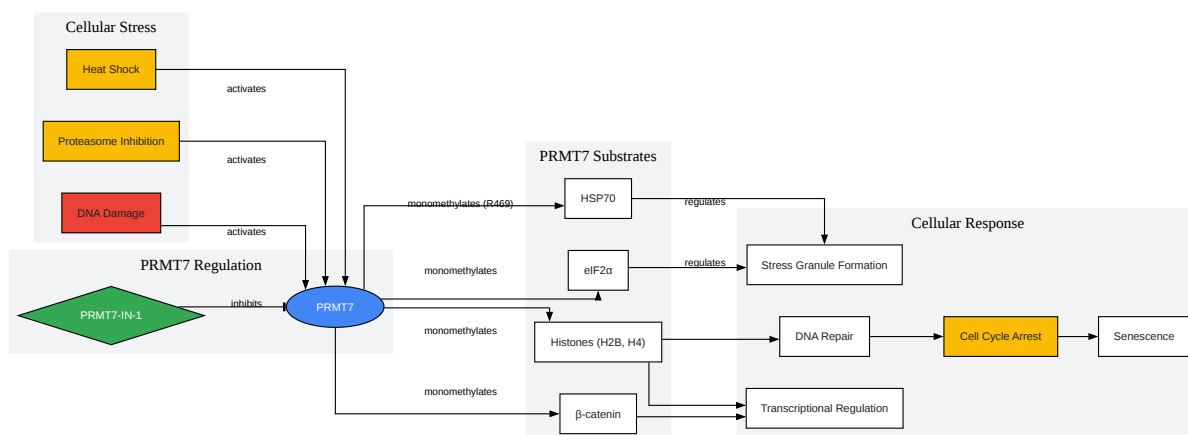 Cellular Stress
Heat Shock
activates
Proteasome Inhibition
activates
DNA Damage
activates
PRMT7 Regulation
PRMT7-IN-1
inhibits
PRMT7
PRMT7 Substrates
monomethylates (R469)
HSP70
regulates
monomethylates
eIF2α
regulates
monomethylates
Histones (H2B, H4)
monomethylates
β-catenin
Cellular Response
Stress Granule Formation
DNA Repair
Cell Cycle Arrest
Senescence
Transcriptional Regulation